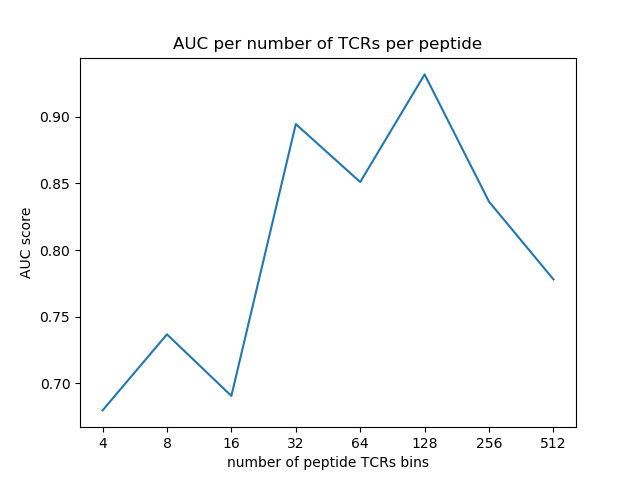 AUC per number of TCRs per peptide
AUC score
0.90
0.85
0.80
0.75
0.70
4 8 16 32 64 128 256 512
number of peptide TCRs bins